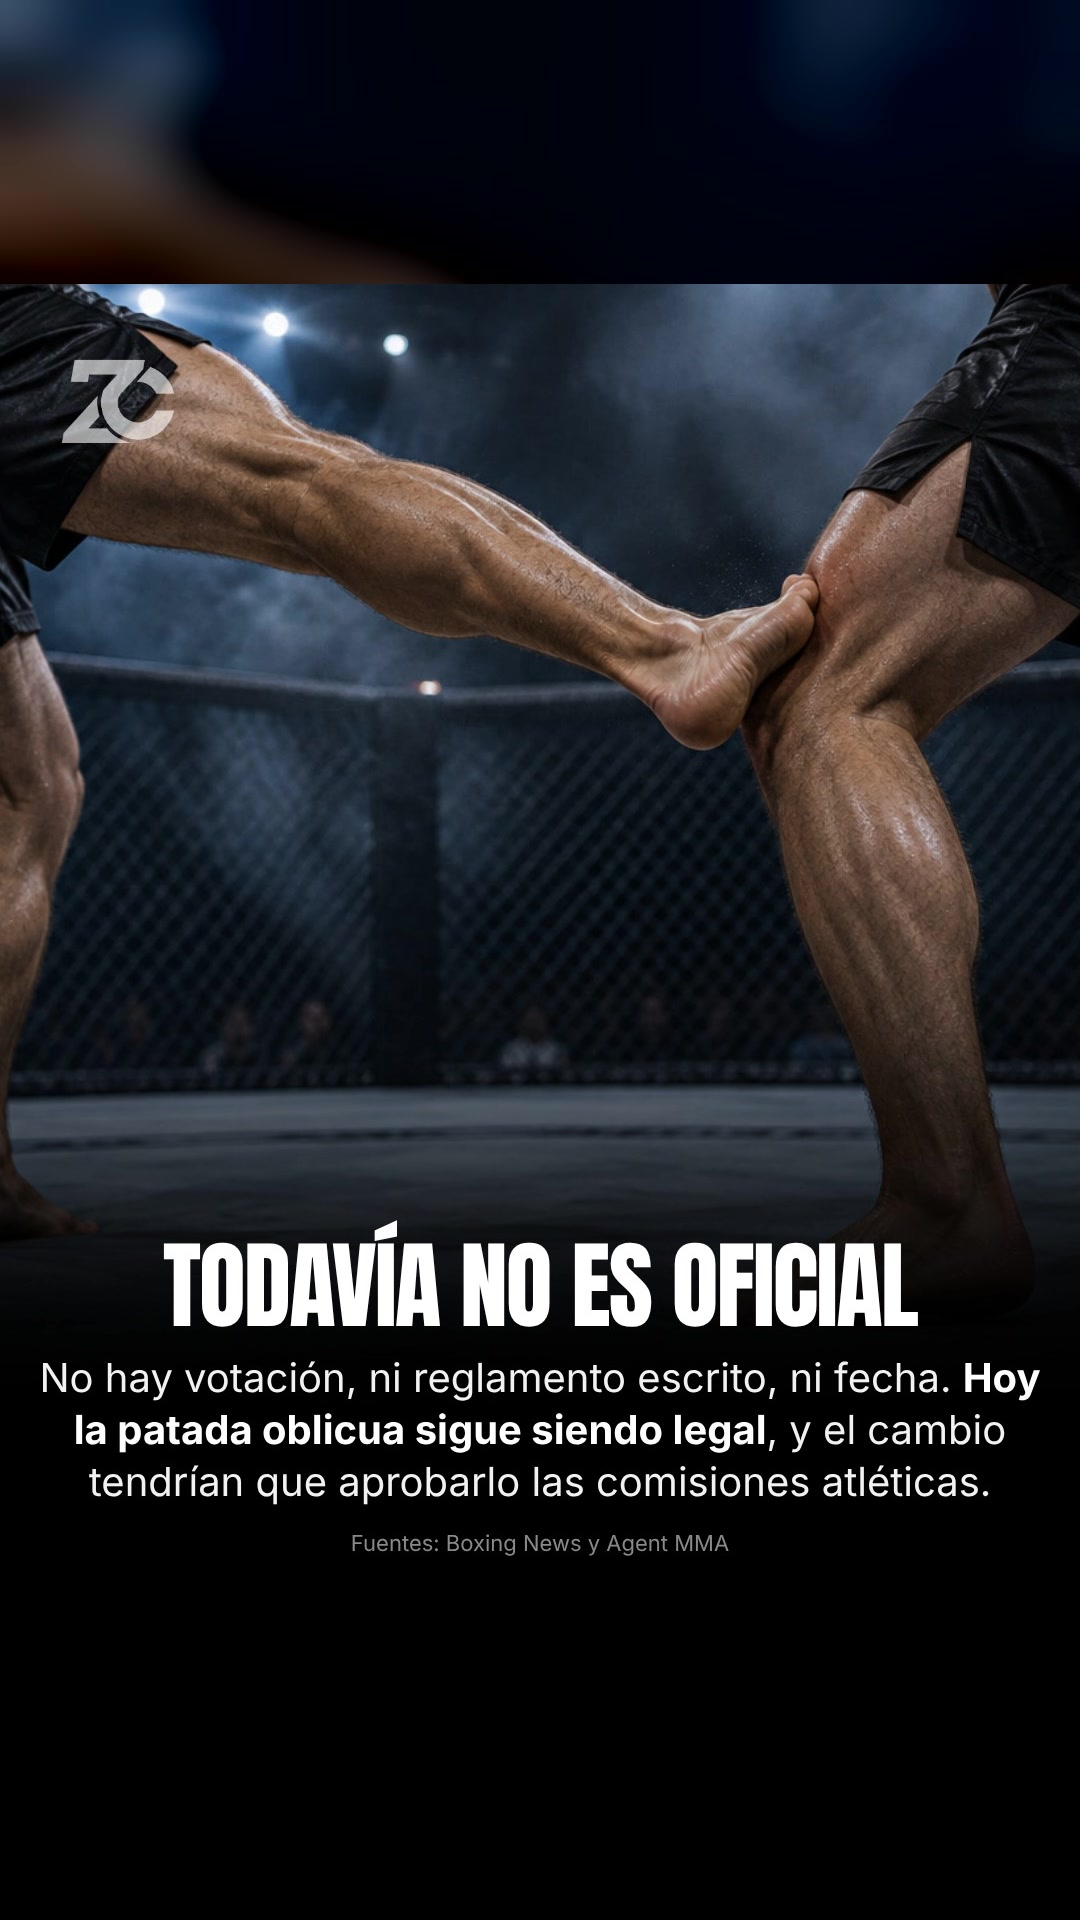 ZC
TODAVÍA NO ES OFICIAL
No hay votación, ni reglamento escrito, ni fecha. Hoy
la patada oblicua sigue siendo legal, y el cambio
tendrían que aprobarlo las comisiones atléticas.
Fuentes: Boxing News y Agent MMA